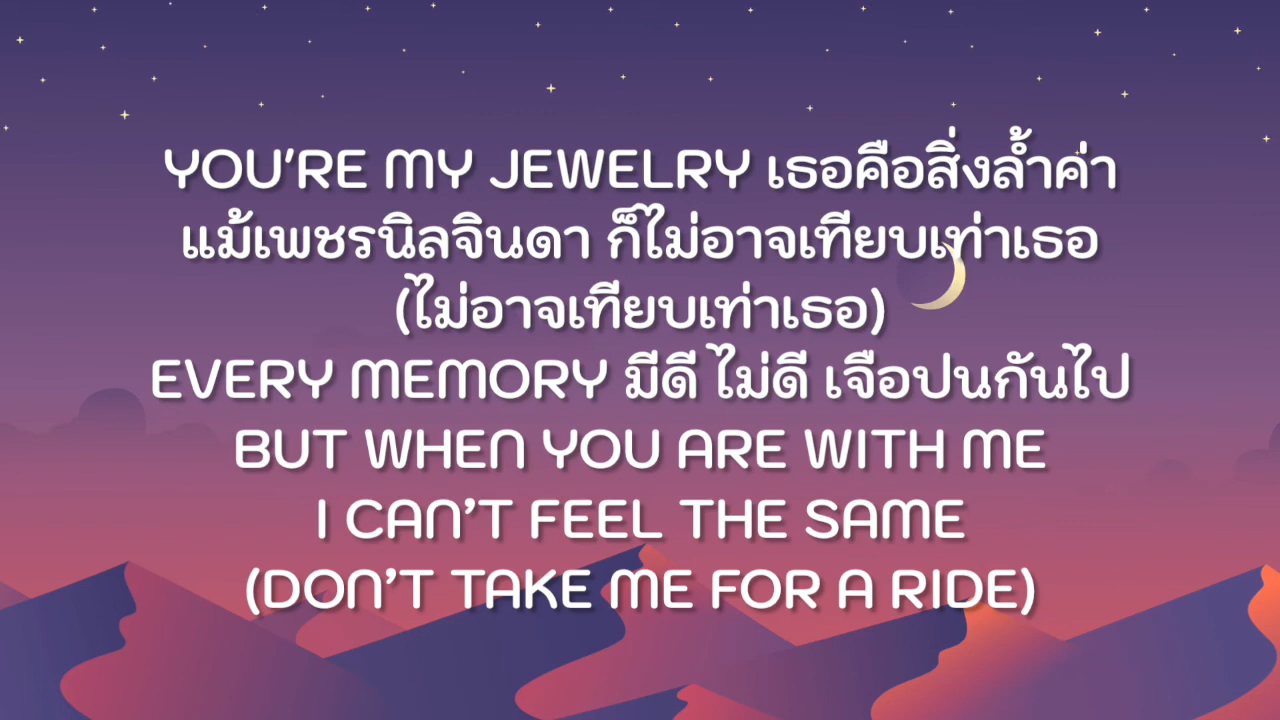 YOU'RE MY JEWELRY เธอคือสิ่งล้ำค่า
แม้เพชรนิลจินดา ก็ไม่อาจเทียบเท่าเธอ
(ไม่อาจเทียบเท่าเธอ)
EVERY MEMORY มีดี ไม่ดี เจือปนกันไป
BUT WHEN YOU ARE WITH ME
I CAN'T FEEL THE SAME
(DON'T TAKE ME FOR A RIDE)